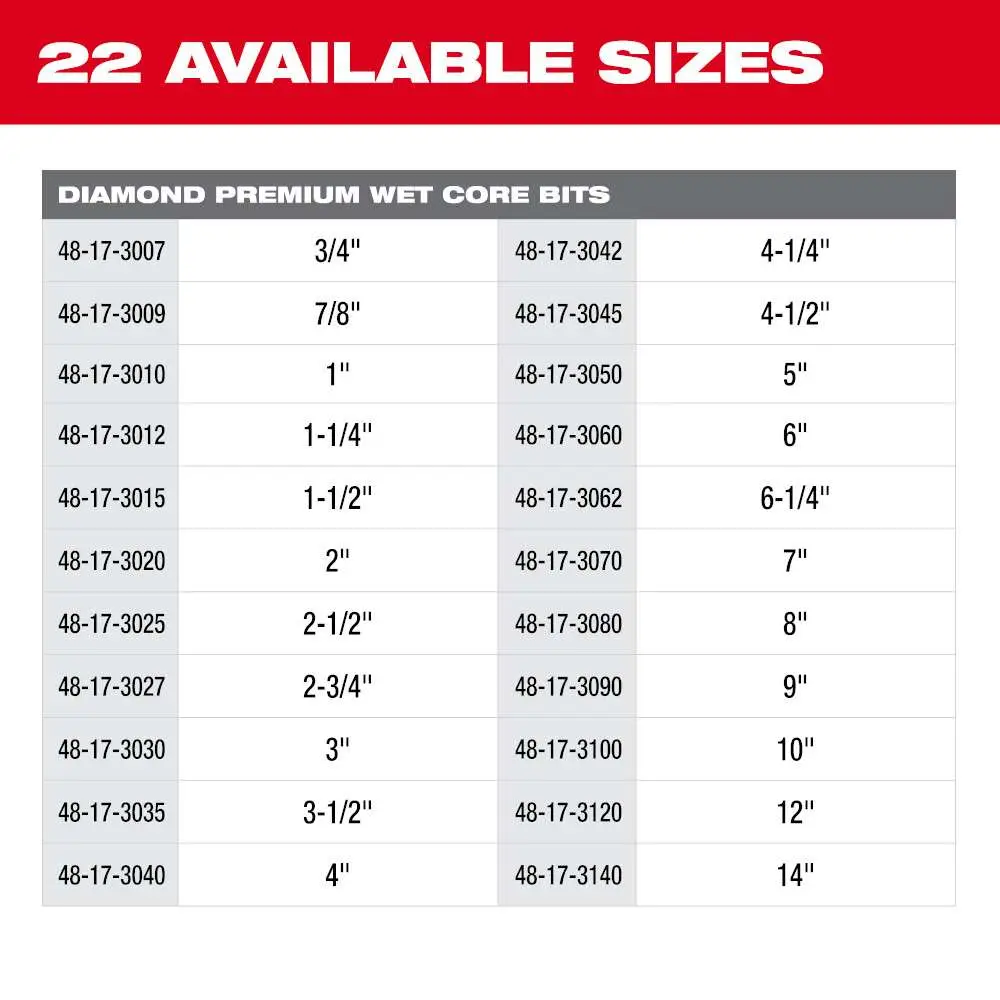 22 AVAILABLE SIZES
DIAMOND PREMIUM WET CORE BITS
48-17-3007 3/4" 48-17-3042 4-1/4"
48-17-3009 7/8" 48-17-3045 4-1/2"
48-17-3010 1" 48-17-3050 5"
48-17-3012 1-1/4" 48-17-3060 6"
48-17-3015 1-1/2" 48-17-3062 6-1/4"
48-17-3020 2" 48-17-3070 7"
48-17-3025 2-1/2" 48-17-3080 8"
48-17-3027 2-3/4" 48-17-3090 9"
48-17-3030 3" 48-17-3100 10"
48-17-3035 3-1/2" 48-17-3120 12"
48-17-3040 4" 48-17-3140 14"